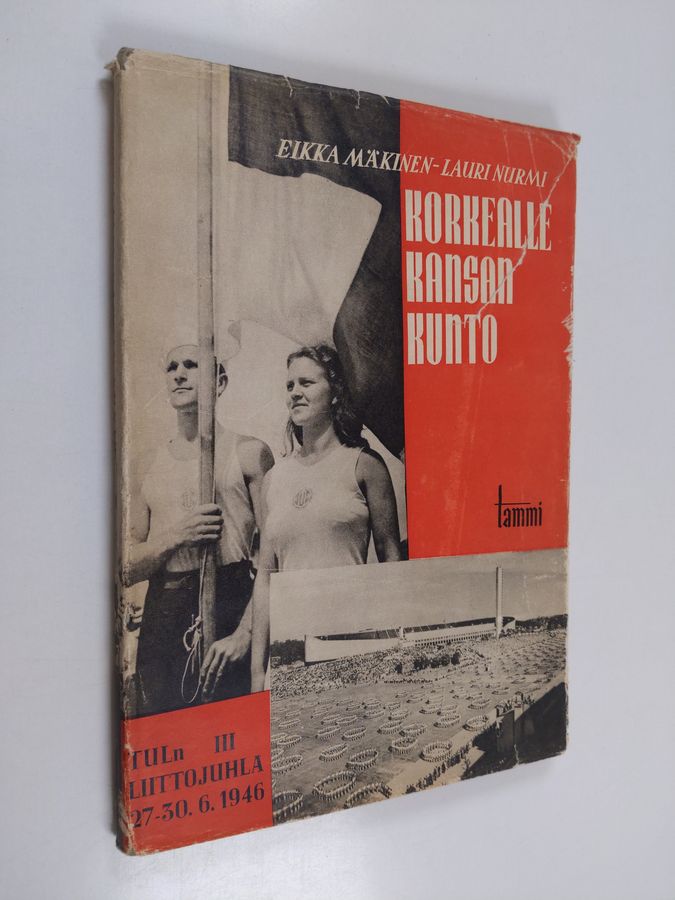 EIKKA MÄKINEN-LAURI NURMI
KORKEALLE
KANSAN
KUNTO
tammi
TULn III
LIITTOJUHLA
27-30. 6. 1946